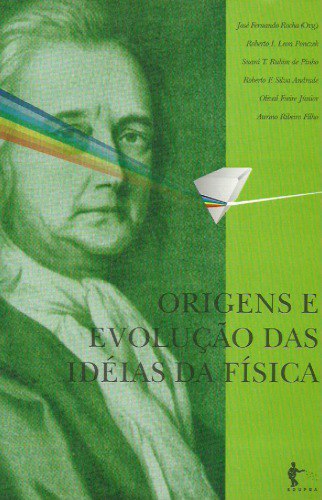 José Fernando Rocha (Org.)
Roberto I. Leon Ponczek
Suani T. Rubim de Pinho
Roberto F. Silva Andrade
Olival Freire Júnior
Aurino Ribeiro Filho
ORIGENS E
EVOLUÇÃO DAS
IDÉIAS DA FÍSICA
EDUFBA